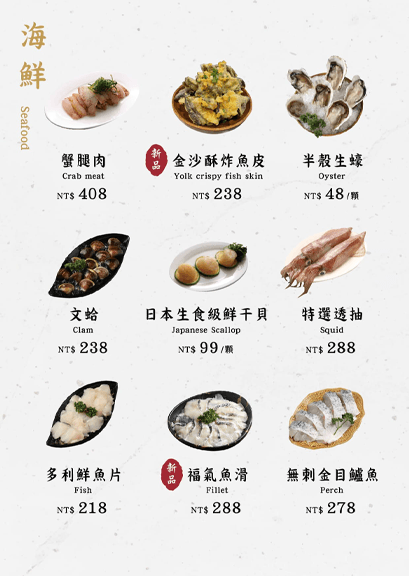 海鮮
Seafood
蟹腿肉
Crab meat
NT$ 408
新品
金沙酥炸魚皮
Yolk crispy fish skin
NT$ 238
半殼生蠔
Oyster
NT$ 48 /顆
文蛤
Clam
NT$ 238
日本生食級鮮干貝
Japanese Scallop
NT$ 99 /顆
特選透抽
Squid
NT$ 288
多利鮮魚片
Fish
NT$ 218
新品
福氣魚滑
Fillet
NT$ 288
無刺金目鱸魚
Perch
NT$ 278